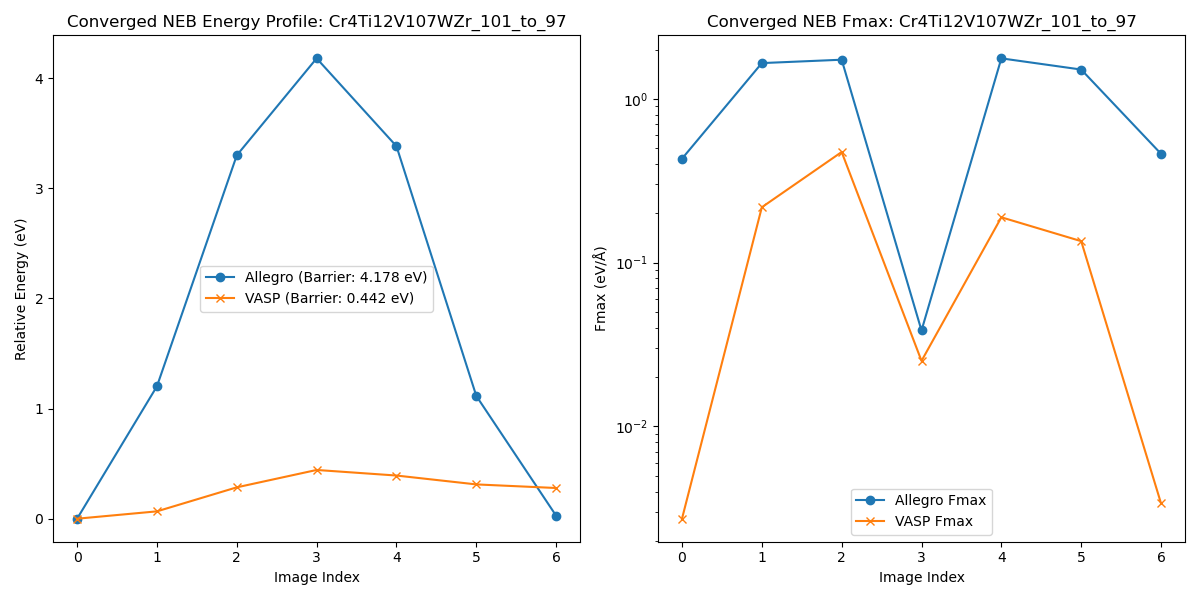 Converged NEB Energy Profile: Cr4Ti12V107WZr_101_to_97
Relative Energy (eV)
4
3
2
1
0
Allegro (Barrier: 4.178 eV)
VASP (Barrier: 0.442 eV)
0 1 2 3 4 5 6
Image Index
Converged NEB Fmax: Cr4Ti12V107WZr_101_to_97
Fmax (eV/Å)
10⁰
10⁻¹
10⁻²
Allegro Fmax
VASP Fmax
0 1 2 3 4 5 6
Image Index